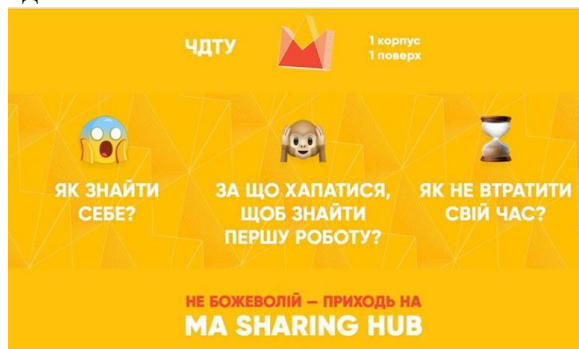 ЧДТУ
1 корпус
1 поверх
ЯК ЗНАЙТИ
СЕБЕ?
ЗА ЩО ХАПАТИСЯ,
ЩОБ ЗНАЙТИ
ПЕРШУ РОБОТУ?
ЯК НЕ ВТРАТИТИ
СВІЙ ЧАС?
НЕ БОЖЕВОЛІЙ – ПРИХОДЬ НА
MA SHARING HUB